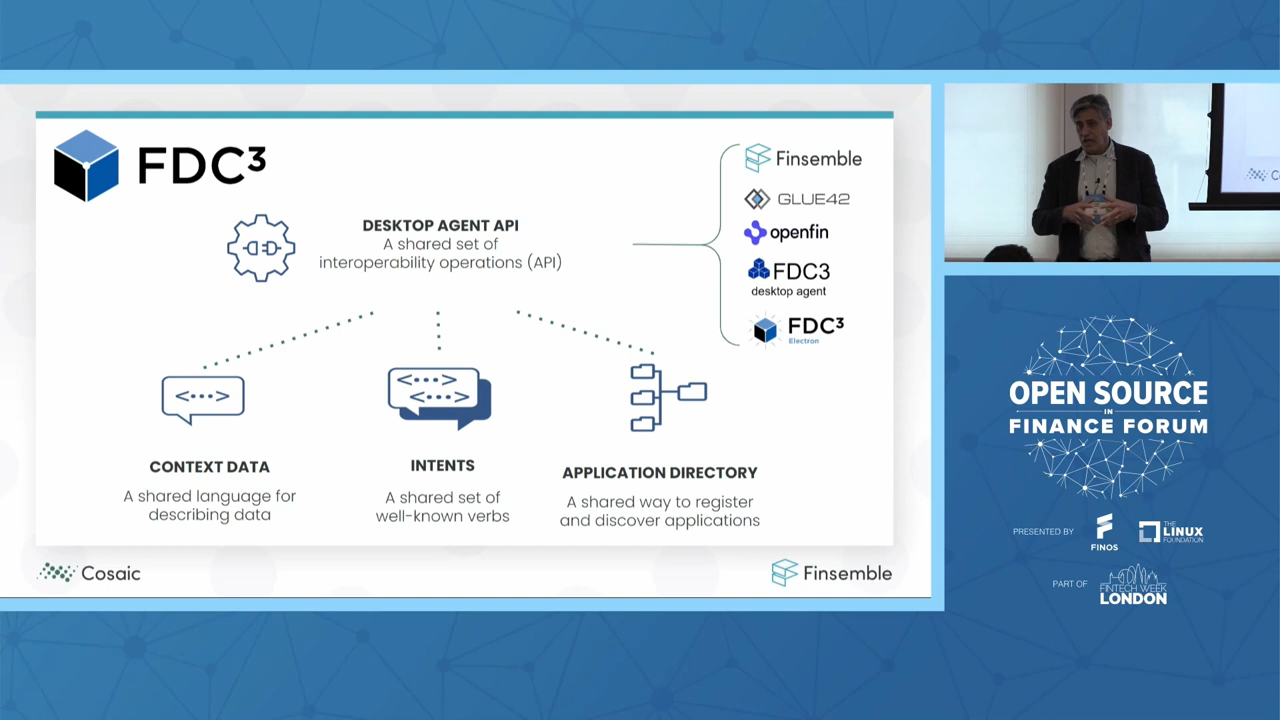 FDC³
DESKTOP AGENT API
A shared set of
interoperability operations (API)
Finsemble
GLUE42
openfin
FDC3
desktop agent
FDC³
Electron
<···>
<···>
<···>
CONTEXT DATA
A shared language for
describing data
INTENTS
A shared set of
well-known verbs
APPLICATION DIRECTORY
A shared way to register
and discover applications
Cosaic
Finsemble
OPEN SOURCE
IN
FINANCE FORUM
PRESENTED BY
FINOS
THE
LINUX
FOUNDATION
PART OF
FINTECH WEEK
LONDON